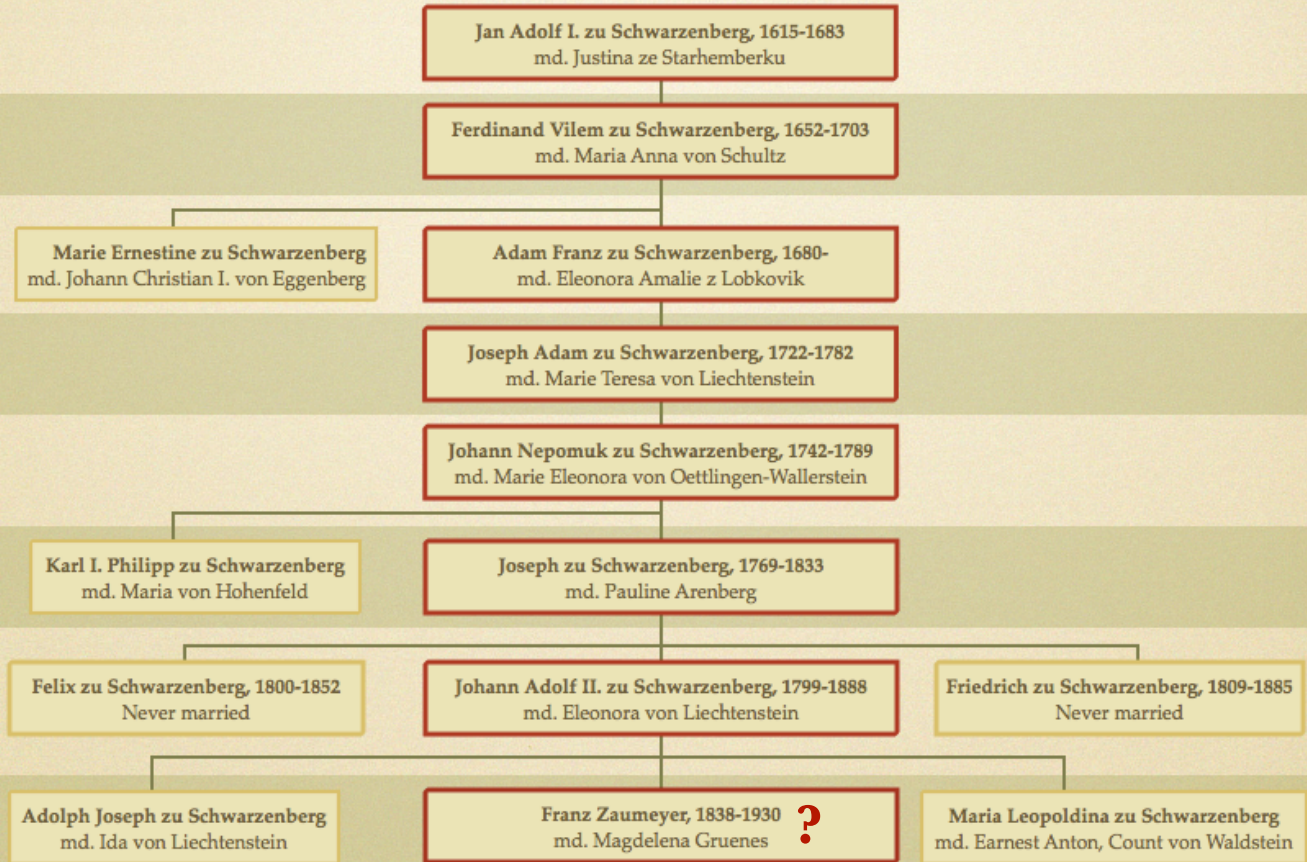 Jan Adolf I. zu Schwarzenberg, 1615-1683
md. Justina ze Starhemberku
Ferdinand Vilem zu Schwarzenberg, 1652-1703
md. Maria Anna von Schultz
Marie Ernestine zu Schwarzenberg
md. Johann Christian I. von Eggenberg
Adam Franz zu Schwarzenberg, 1680-
md. Eleonora Amalie z Lobkovik
Joseph Adam zu Schwarzenberg, 1722-1782
md. Marie Teresa von Liechtenstein
Johann Nepomuk zu Schwarzenberg, 1742-1789
md. Marie Eleonora von Oettlingen-Wallerstein
Karl I. Philipp zu Schwarzenberg
md. Maria von Hohenfeld
Joseph zu Schwarzenberg, 1769-1833
md. Pauline Arenberg
Felix zu Schwarzenberg, 1800-1852
Never married
Johann Adolf II. zu Schwarzenberg, 1799-1888
md. Eleonora von Liechtenstein
Friedrich zu Schwarzenberg, 1809-1885
Never married
Adolph Joseph zu Schwarzenberg
md. Ida von Liechtenstein
Franz Zaumeyer, 1838-1930 ?
md. Magdelena Gruenes
Maria Leopoldina zu Schwarzenberg
md. Earnest Anton, Count von Waldstein